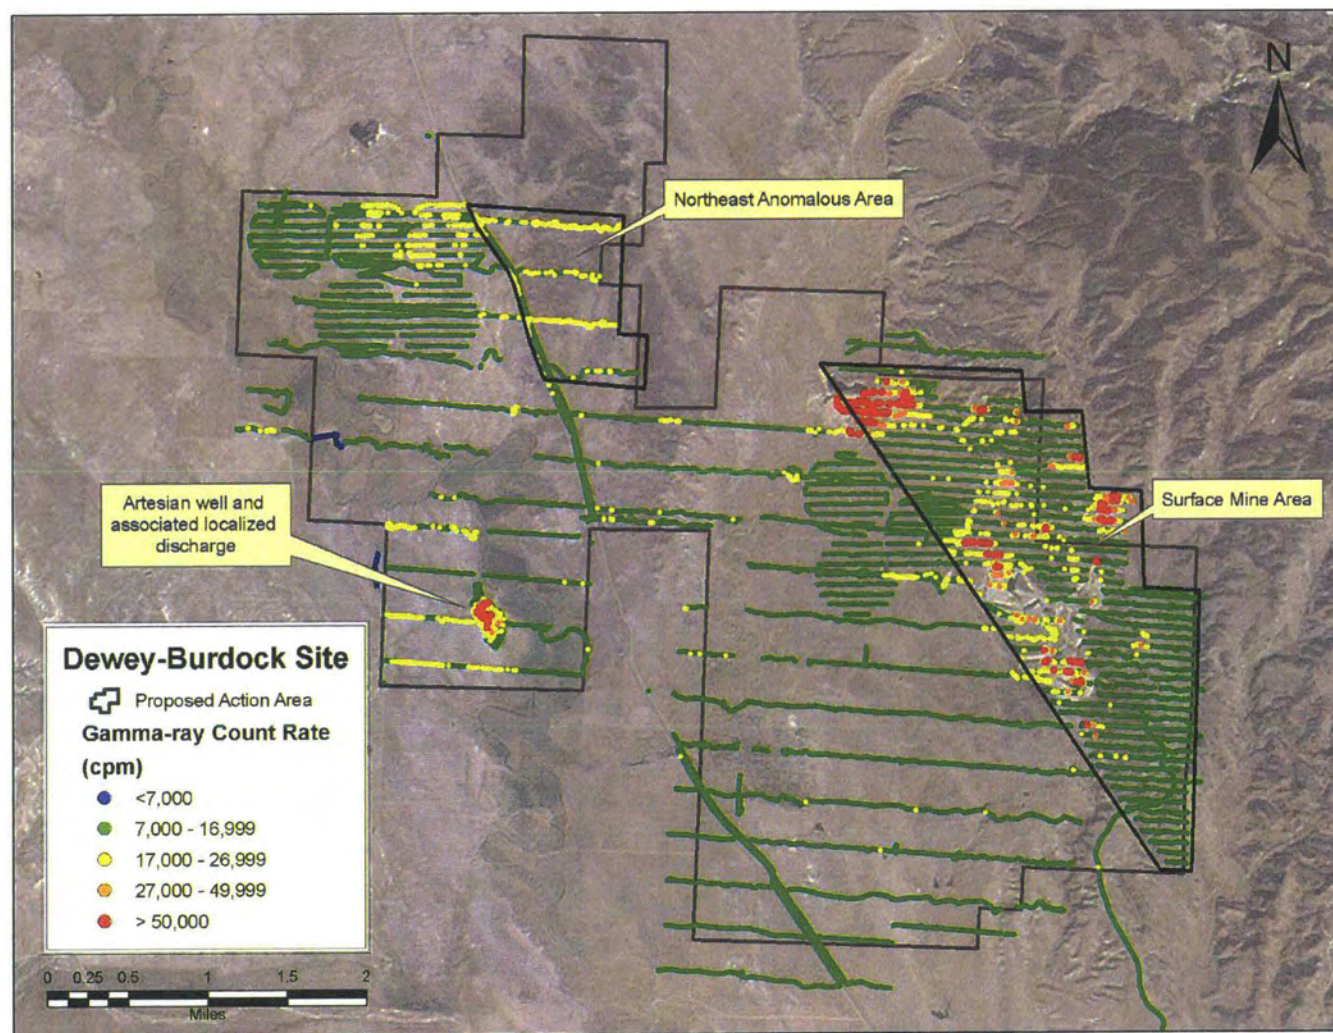 N
Northeast Anomalous Area
Artesian well and
associated localized
discharge
Surface Mine Area
Dewey-Burdock Site
Proposed Action Area
Gamma-ray Count Rate
(cpm)
<7,000
7,000 - 16,999
17,000 - 26,999
27,000 - 49,999
> 50,000
0 0.25 0.5 1 1.5 2
Miles